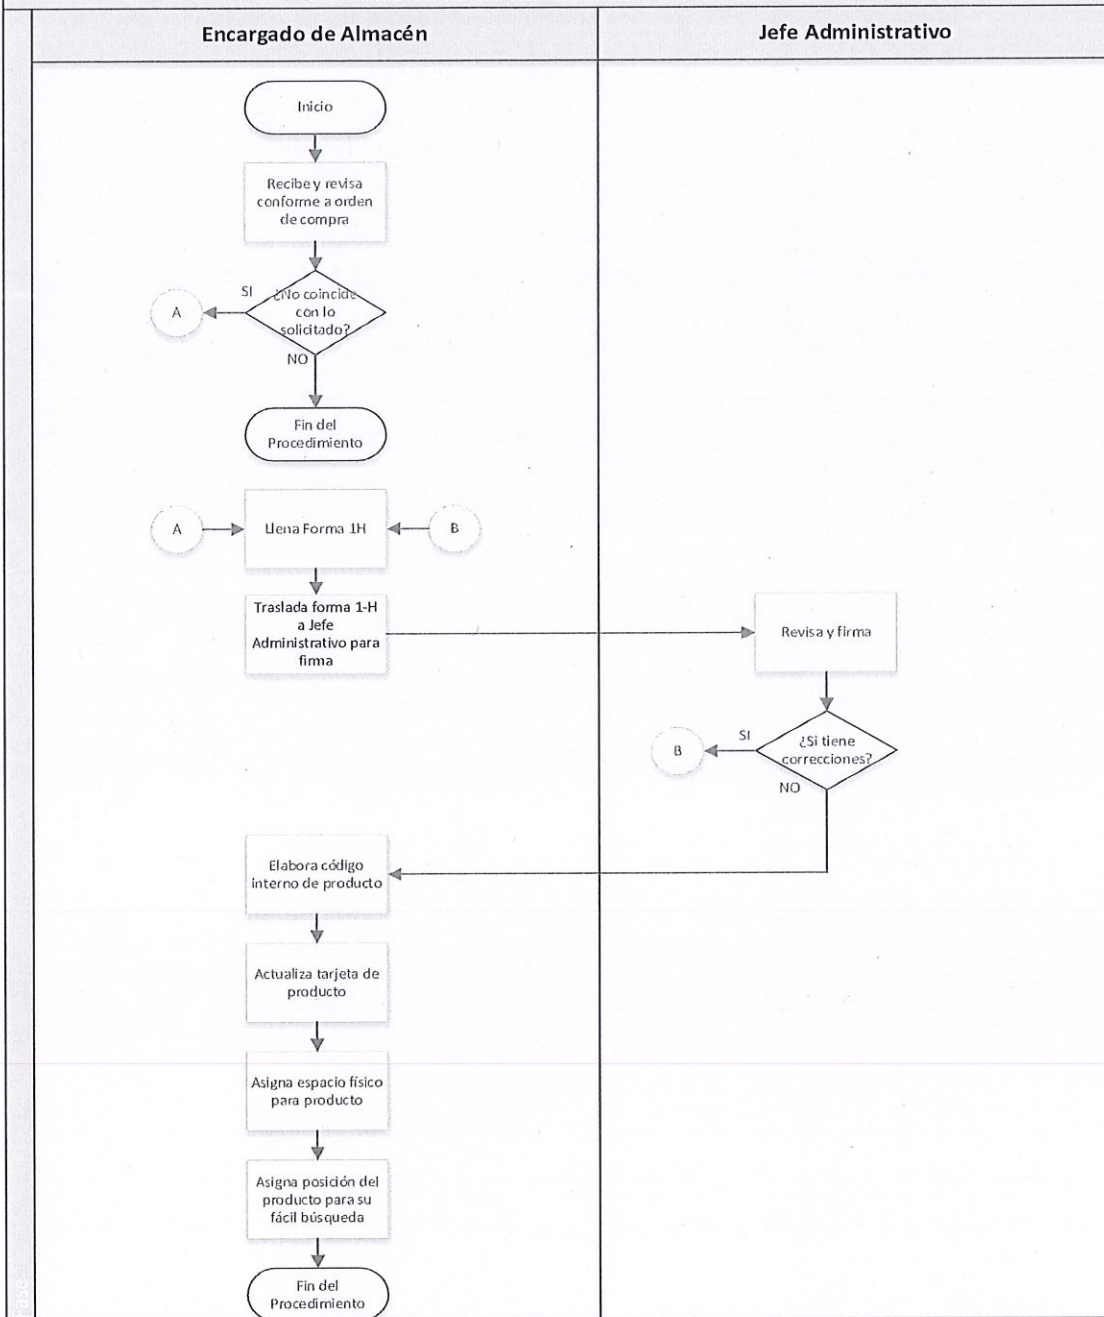 Encargado de Almacén
Jefe Administrativo
Inicio
Recibe y revisa
conforme a orden
de compra
SI
¿No coincide
con lo
solicitado?
A
NO
Fin del
Procedimiento
A
Llena Forma 1H
B
Traslada forma 1-H
a Jefe
Administrativo para
firma
Revisa y firma
SI
¿Si tiene
correcciones?
B
NO
Elabora código
interno de producto
Actualiza tarjeta de
producto
Asigna espacio físico
para producto
Asigna posición del
producto para su
fácil búsqueda
Fin del
Procedimiento
Fase